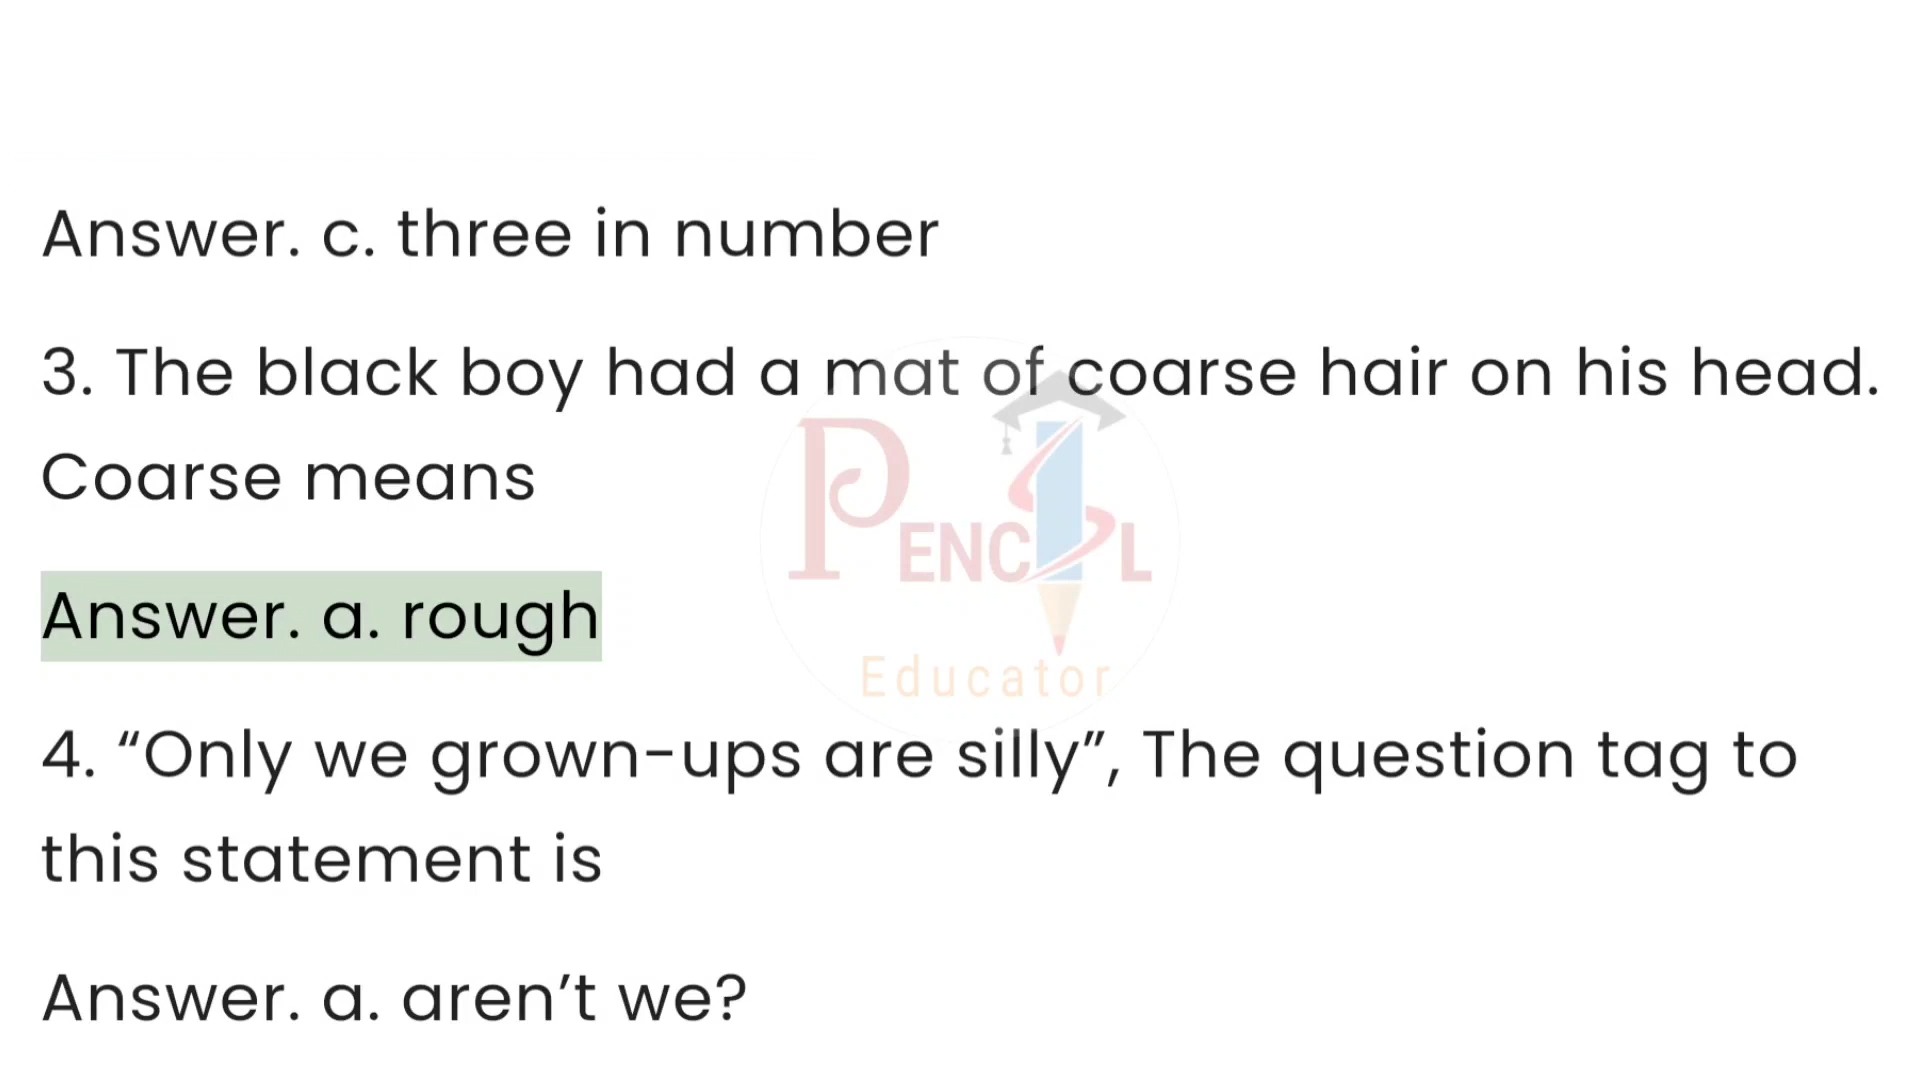 Answer. c. three in number
3. The black boy had a mat of coarse hair on his head.
Coarse means
PENCIL
Answer. a. rough
Educator
4. “Only we grown-ups are silly”, The question tag to
this statement is
Answer. a. aren’t we?